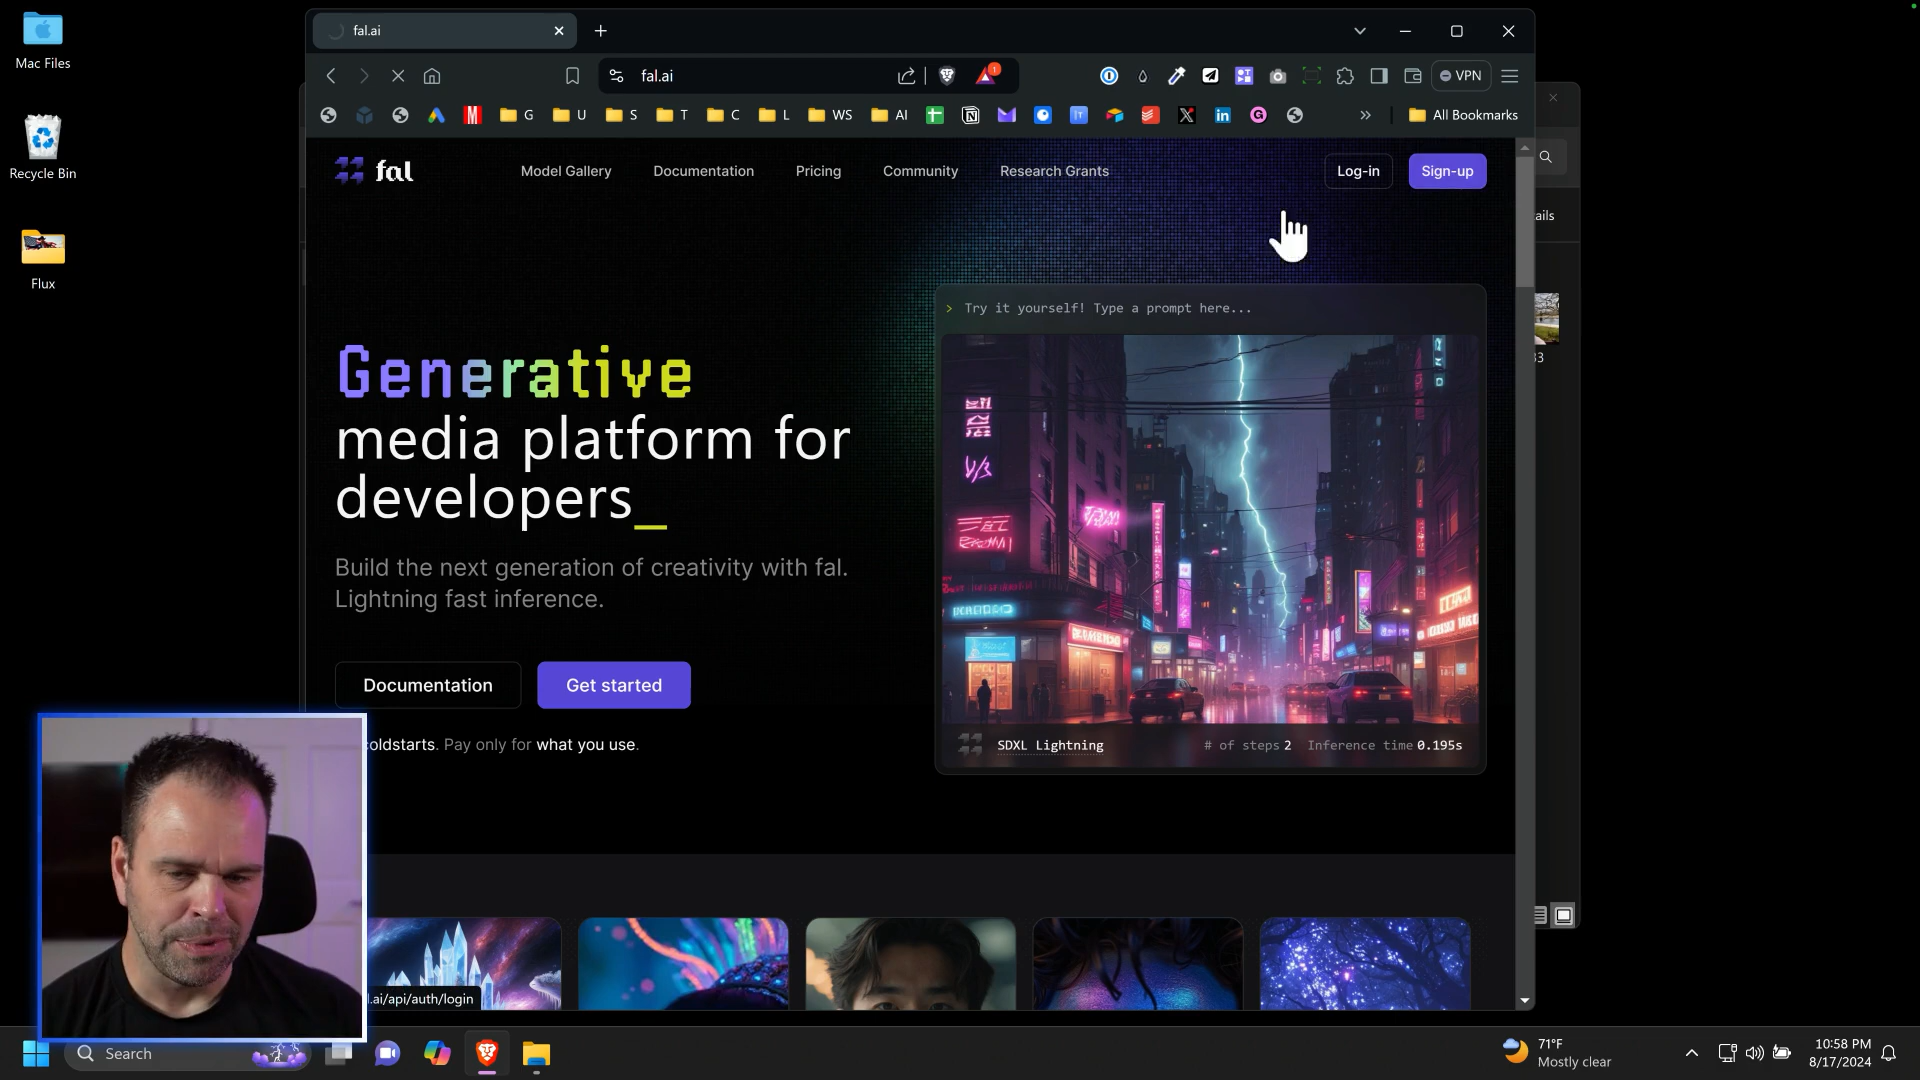 Mac Files
Recycle Bin
Flux
fal.ai
fal.ai
1
VPN
G
U
S
T
C
L
WS
AI
All Bookmarks
fal
Model Gallery
Documentation
Pricing
Community
Research Grants
Log-in
Sign-up
ails
33
> Try it yourself! Type a prompt here...
Generative
media platform for
developers_
Build the next generation of creativity with fal.
Lightning fast inference.
Documentation
Get started
coldstarts. Pay only for what you use.
SDXL Lightning
# of steps 2
Inference time 0.195s
l.ai/api/auth/login
Search
71°F
Mostly clear
10:58 PM
8/17/2024